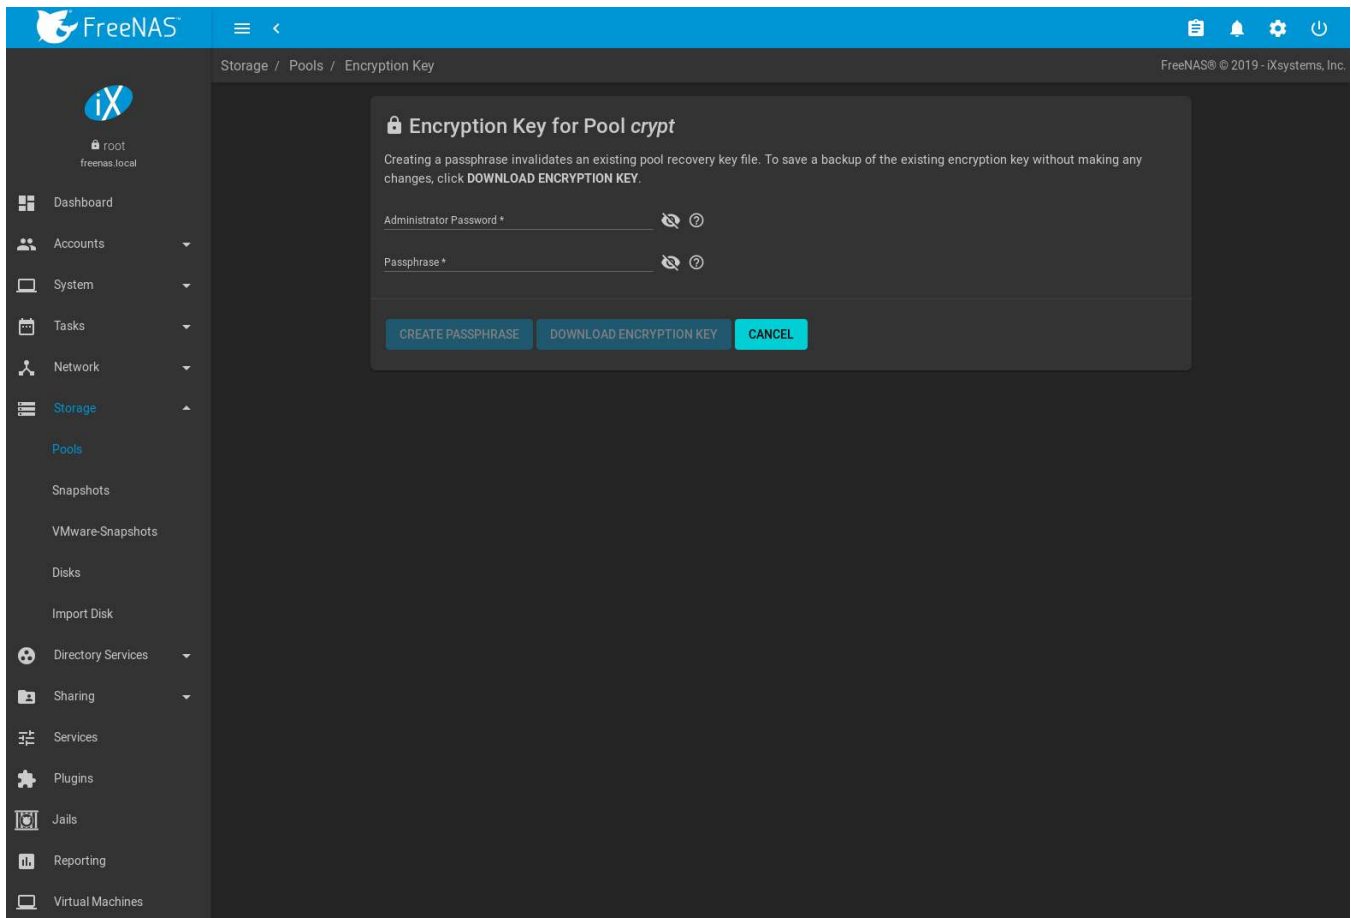 FreeNAS™
Storage / Pools / Encryption Key
FreeNAS® © 2019 - iXsystems, Inc.
iX
root
freenas.local
Dashboard
Accounts
System
Tasks
Network
Storage
Pools
Snapshots
VMware-Snapshots
Disks
Import Disk
Directory Services
Sharing
Services
Plugins
Jails
Reporting
Virtual Machines
Encryption Key for Pool crypt
Creating a passphrase invalidates an existing pool recovery key file. To save a backup of the existing encryption key without making any
changes, click DOWNLOAD ENCRYPTION KEY.
Administrator Password *
Passphrase *
CREATE PASSPHRASE DOWNLOAD ENCRYPTION KEY CANCEL